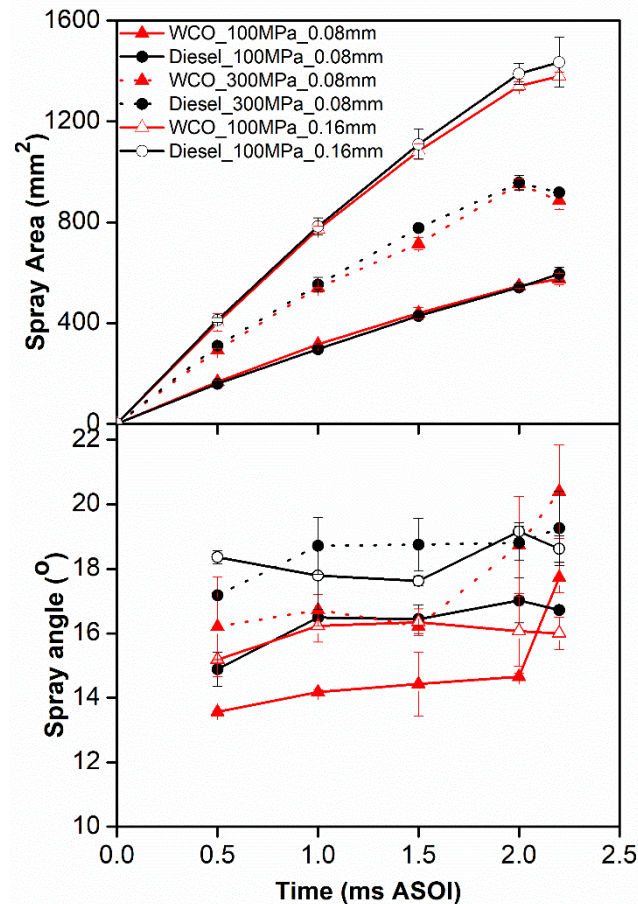 1600
WCO_100MPa_0.08mm
Diesel_100MPa_0.08mm
WCO_300MPa_0.08mm
Diesel_300MPa_0.08mm
WCO_100MPa_0.16mm
Diesel_100MPa_0.16mm
1200
800
400
0
Spray Area (mm²)
22
20
18
16
14
12
10
Spray angle (º)
0.0 0.5 1.0 1.5 2.0 2.5
Time (ms ASOI)